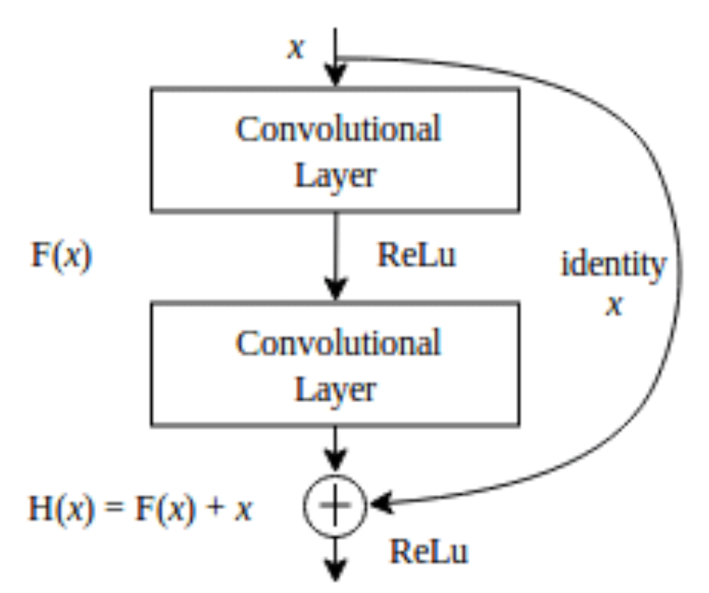 x
Convolutional
Layer
F(x)
ReLu
identity
x
Convolutional
Layer
H(x) = F(x) + x
+
ReLu